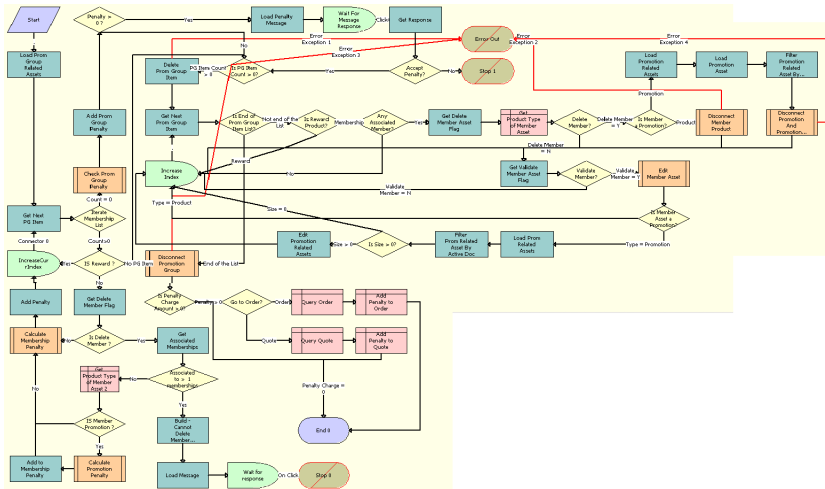 Start
Penalty >
0 ?
Yes
Load Penalty
Message
Wait For
Message
Response
Click
Get Response
Error
Exception 1
Error
Exception 3
Error Out
Error
Exception 2
Error
Exception 4
Load Prom
Group
Related
Assets
No
Delete
Prom Group
Item
PG Item Count
> 0
Is PG Item
Count > 0?
Yes
Accept
Penalty?
No
Stop 1
Load
Promotion
Related
Assets
Load
Promotion
Asset
Filter
Promotion
Related
Asset By...
Promotion
Add Prom
Group
Penalty
Get Next
Prom Group
Item
Is End of
Prom Group
Item List?
Not end of the
List
Is Reward
Product?
Membership
Any
Associated
Member?
Yes
Get Delete
Member Asset
Flag
Get
Product Type
of Member
Asset
Delete
Member?
Delete Member
= Y
Is Member
a Promotion?
Product
Disconnect
Member
Product
Disconnect
Promotion
And
Promotion...
Delete Member
= N
Check Prom
Group
Penalty
Reward
Increase
Index
No
Get Validate
Member Asset
Flag
Validate
Member?
Validate
Member = Y
Edit
Member Asset
Validate
Member = N
Count = 0
Type = Product
Size = 0
Get Next
PG Item
Iterate
Membership
List
Is Member
Asset a
Promotion?
Connector 0
Count>0
Edit
Promotion
Related
Assets
Size > 0
Is Size > 0?
Filter
Prom Related
Asset By
Active Doc
Load Prom
Related
Assets
Type = Promotion
IncreaseCur
rIndex
Yes
IS Reward ?
No PG Item
Disconnect
Promotion
Group
End of the List
No
Add Penalty
Get Delete
Member Flag
Is Penalty
Charge
Amount > 0?
Penalty > 0
Go to Order?
Order
Query Order
Add
Penalty to
Order
Calculate
Membership
Penalty
No
Is Delete
Member ?
Yes
Get
Associated
Memberships
Quote
Query Quote
Add
Penalty to
Quote
Get
Product Type
of Member
Asset 2
No
Associated
to > 1
memberships
Penalty Charge =
0
No
Yes
IS Member
Promotion ?
Build -
Cannot
Delete
Member...
End 0
Yes
Add to
Membership
Penalty
Calculate
Promotion
Penalty
Load Message
Wait for
response
On Click
Stop 0